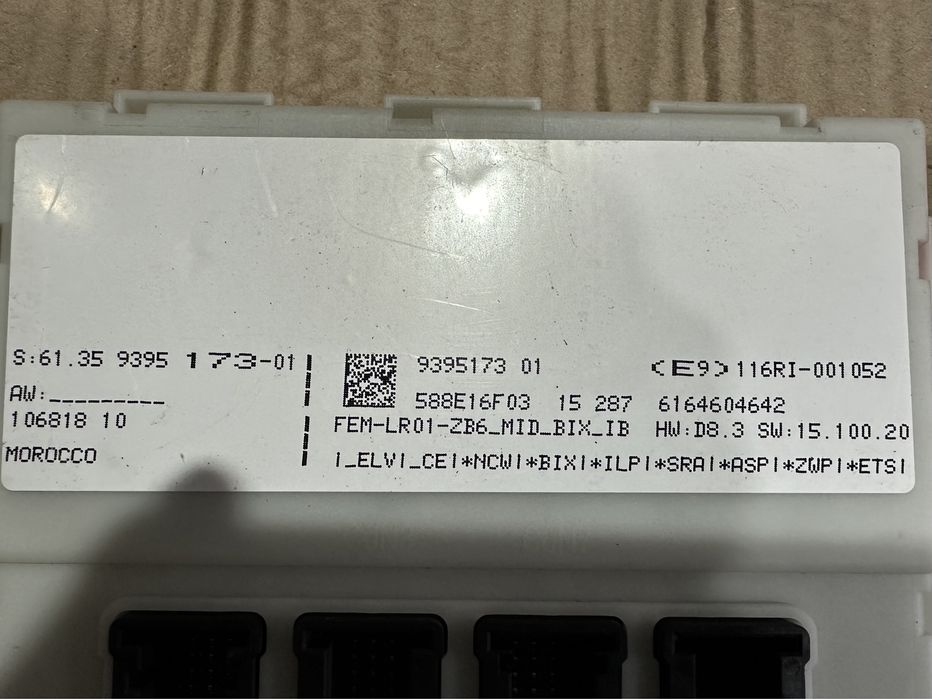 S:61.35 9395 173-01
AW:_________
106818 10
MOROCCO
9395173 01
<E9>116RI-001052
588E16F03 15 287 6164604642
FEM-LR01-ZB6_MID_BIX_IB HW:D8.3 SW:15.100.20
|_ELV|_CE|*NCW|*BIX|*ILP|*SRA|*ASP|*ZWP|*ETS|